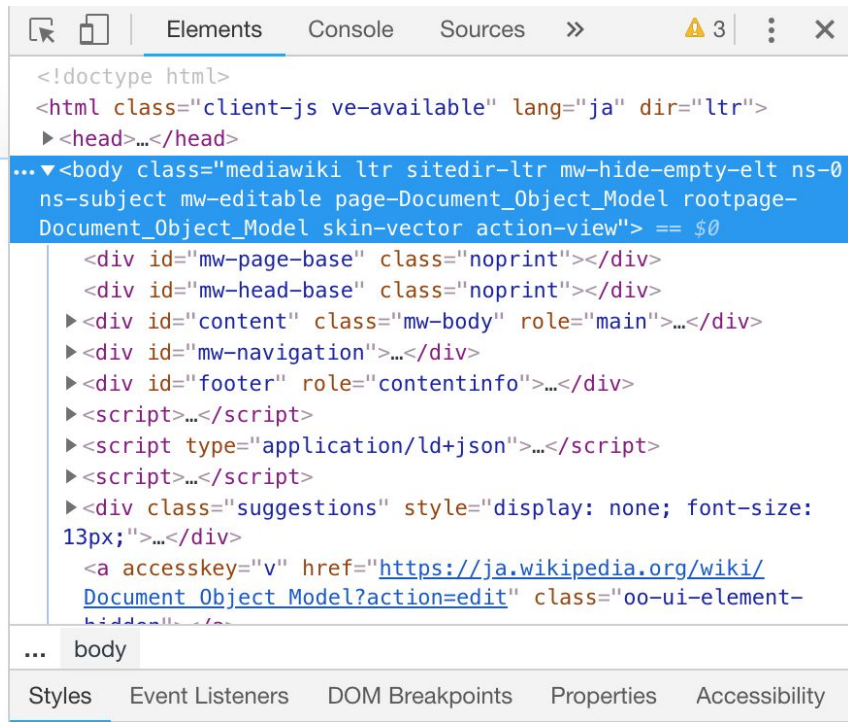 Elements Console Sources » 3
<!doctype html>
<html class="client-js ve-available" lang="ja" dir="ltr">
▶<head>…</head>
…▼<body class="mediawiki ltr sitedir-ltr mw-hide-empty-elt ns-0
ns-subject mw-editable page-Document_Object_Model rootpage-
Document_Object_Model skin-vector action-view"> == $0
<div id="mw-page-base" class="noprint"></div>
<div id="mw-head-base" class="noprint"></div>
▶<div id="content" class="mw-body" role="main">…</div>
▶<div id="mw-navigation">…</div>
▶<div id="footer" role="contentinfo">…</div>
▶<script>…</script>
▶<script type="application/ld+json">…</script>
▶<script>…</script>
▶<div class="suggestions" style="display: none; font-size:
13px;">…</div>
<a accesskey="v" href="https://ja.wikipedia.org/wiki/
Document_Object_Model?action=edit" class="oo-ui-element-
hidden"></a>
… body
Styles Event Listeners DOM Breakpoints Properties Accessibility